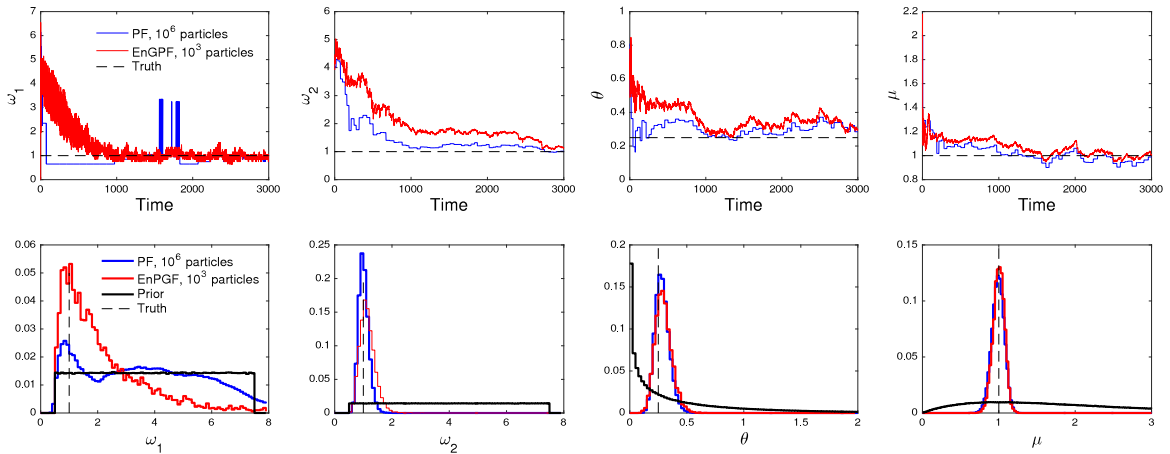 7
6
5
4
3
2
1
0
ω1
PF, 10^6 particles
EnGPF, 10^3 particles
Truth
0 1000 2000 3000
Time
7
6
5
4
3
2
1
0
ω2
0 1000 2000 3000
Time
1
0.8
0.6
0.4
0.2
0
θ
0 1000 2000 3000
Time
2.2
2
1.8
1.6
1.4
1.2
1
0.8
μ
0 1000 2000 3000
Time
0.06
0.05
0.04
0.03
0.02
0.01
0
PF, 10^6 particles
EnPGF, 10^3 particles
Prior
Truth
0 2 4 6 8
ω1
0.25
0.20
0.15
0.10
0.05
0.00
0 2 4 6 8
ω2
0.2
0.15
0.1
0.05
0
0 0.5 1 1.5 2
θ
0.15
0.10
0.05
0
0 1 2 3
μ